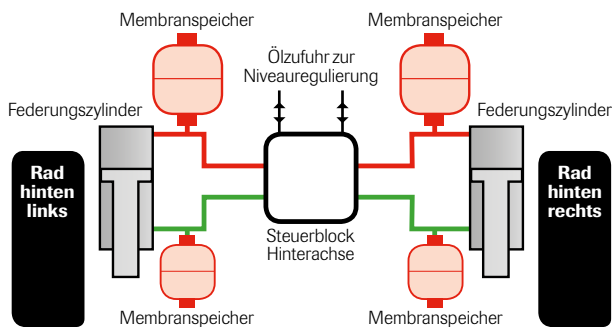 Membranspeicher
Membranspeicher
Ölzufuhr zur
Niveauregulierung
Federungszylinder
Federungszylinder
Rad
hinten
links
Rad
hinten
rechts
Steuerblock
Hinterachse
Membranspeicher
Membranspeicher